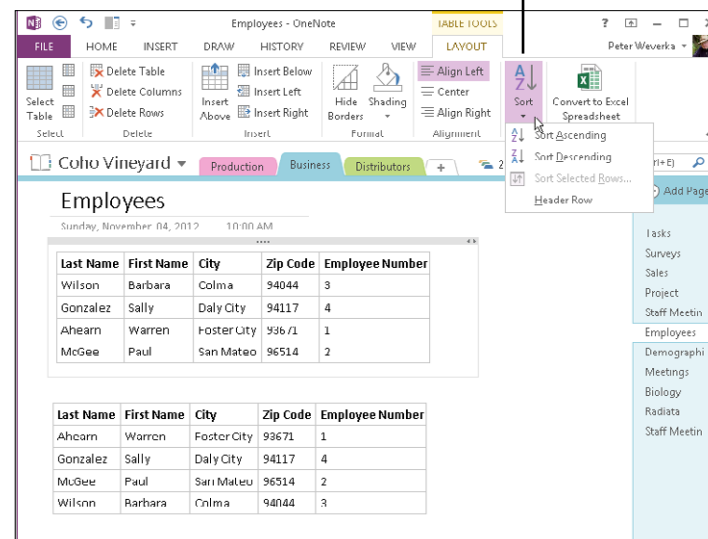 Employees - OneNote TABLE TOOLS ?
FILE HOME INSERT DRAW HISTORY REVIEW VIEW LAYOUT Peter Weverka
Delete Table Insert Below Align Left
Delete Columns Insert Left Center
Delete Rows Insert Right Align Right
Select Table Insert Above Hide Borders Shading Sort Convert to Excel Spreadsheet
Select Delete Insert Format Alignment
Sort Ascending
Sort Descending
Sort Selected Rows...
Header Row
Coho Vineyard Production Business Distributors + 2 rl+E)
Add Page
Employees
Sunday, November 04, 2012 10:00 AM
Last Name First Name City Zip Code Employee Number
Wilson Barbara Colma 94044 3
Gonzalez Sally Daly City 94117 4
Ahearn Warren Foster City 93671 1
McGee Paul San Mateo 96514 2
Last Name First Name City Zip Code Employee Number
Ahearn Warren Foster City 93671 1
Gonzalez Sally Daly City 94117 4
McGee Paul San Mateo 96514 2
Wilson Barbara Colma 94044 3
Tasks
Surveys
Sales
Project
Staff Meetin
Employees
Demographi
Meetings
Biology
Radiata
Staff Meetin